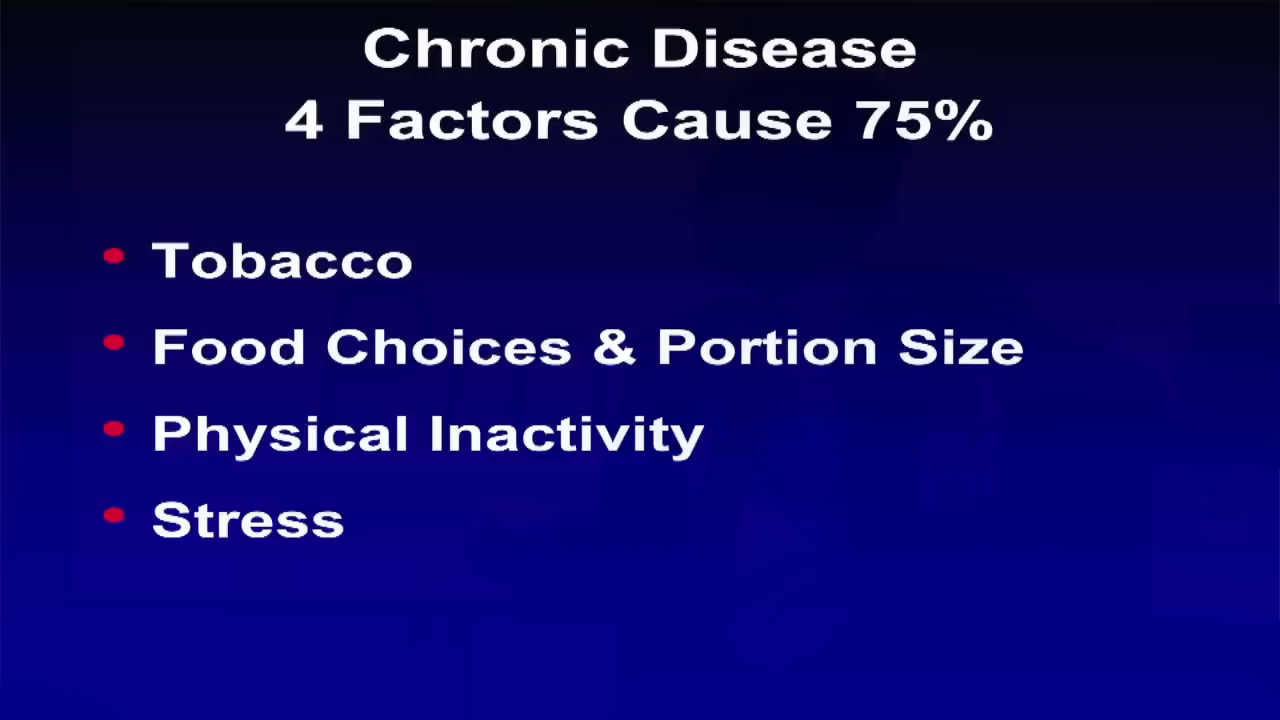 Chronic Disease
4 Factors Cause 75%
• Tobacco
• Food Choices & Portion Size
• Physical Inactivity
• Stress